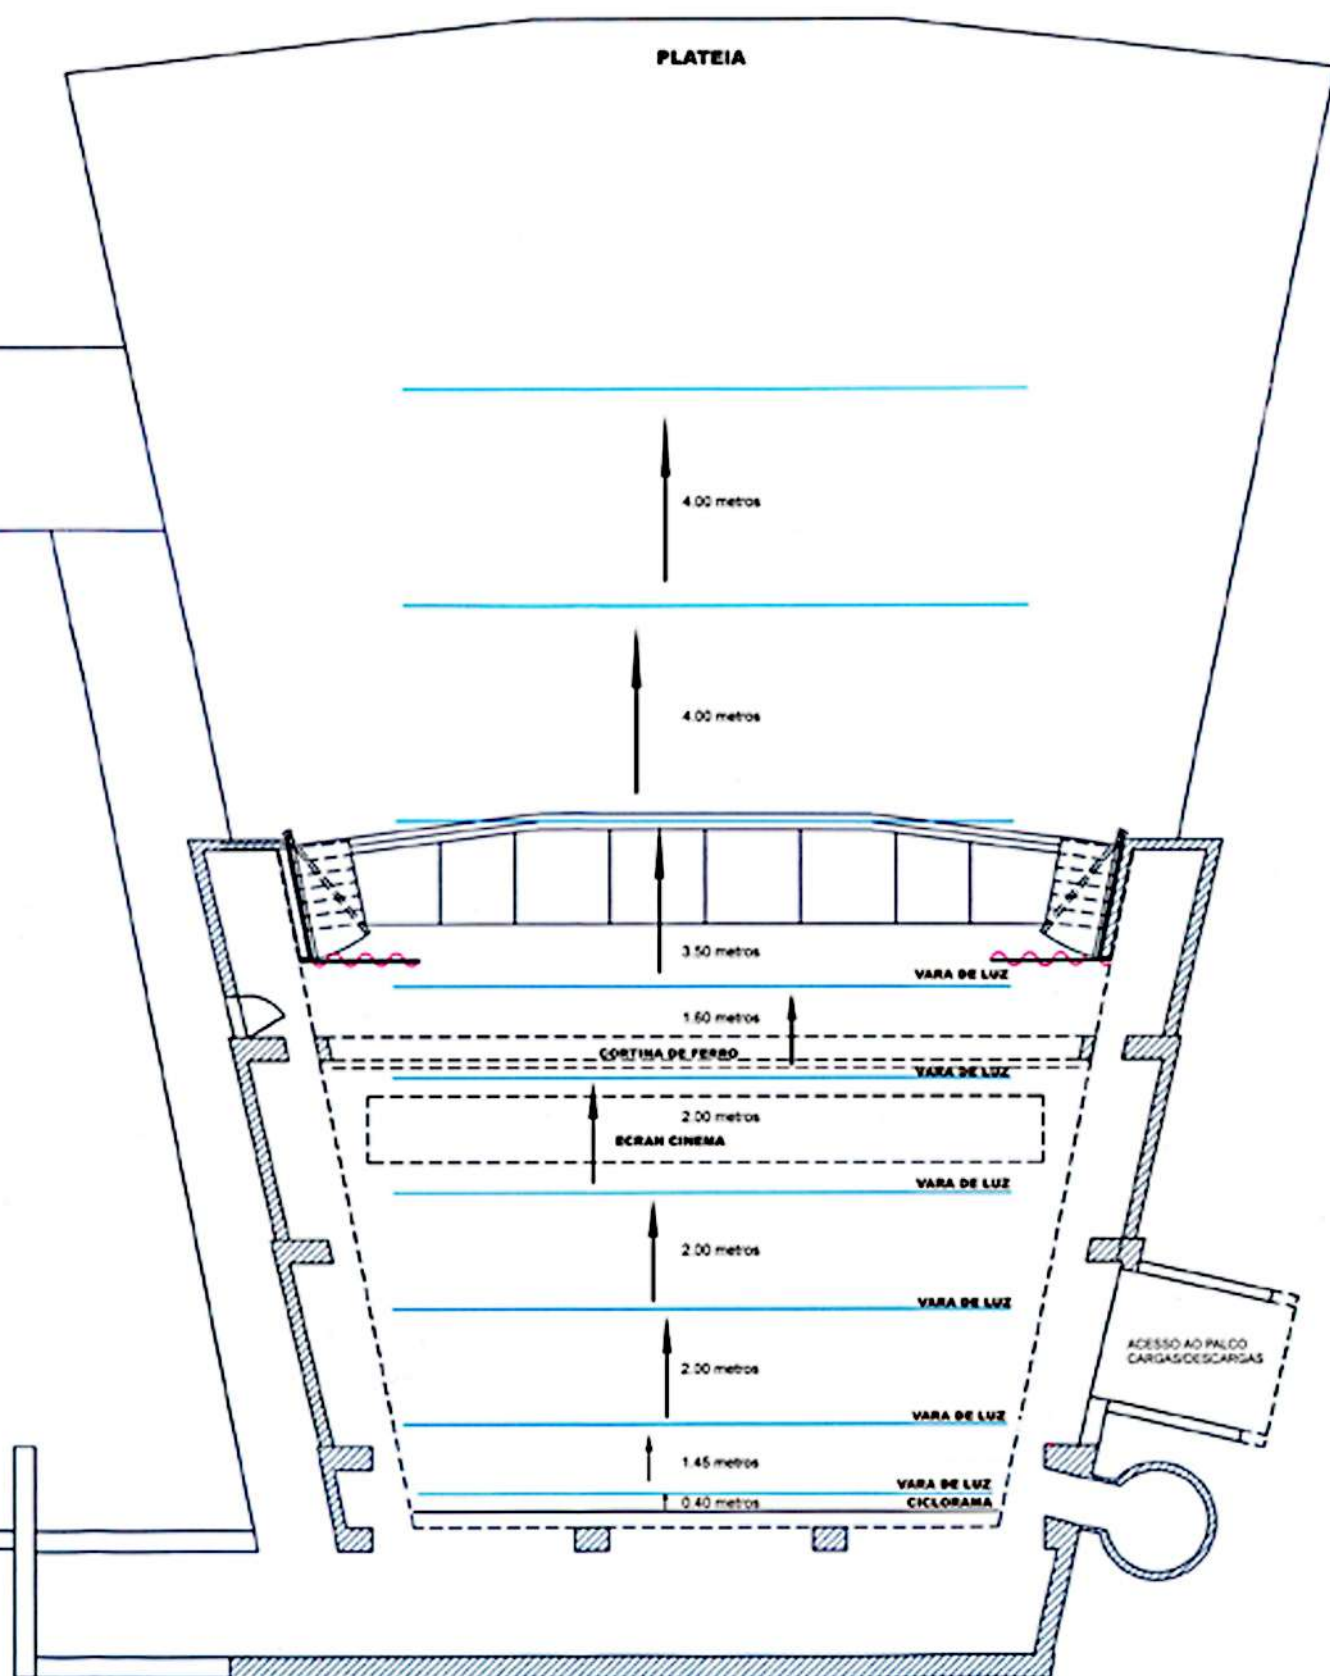 PLATEIA
4.00 metros
4.00 metros
3.50 metros
VARA DE LUZ
1.60 metros
CORTINA DE FERRO
VARA DE LUZ
2.00 metros
ECRAN CINEMA
VARA DE LUZ
2.00 metros
VARA DE LUZ
ACESSO AO PALCO
CARGAS/DESCARGAS
2.00 metros
VARA DE LUZ
1.45 metros
VARA DE LUZ
0.40 metros
CICLORAMA